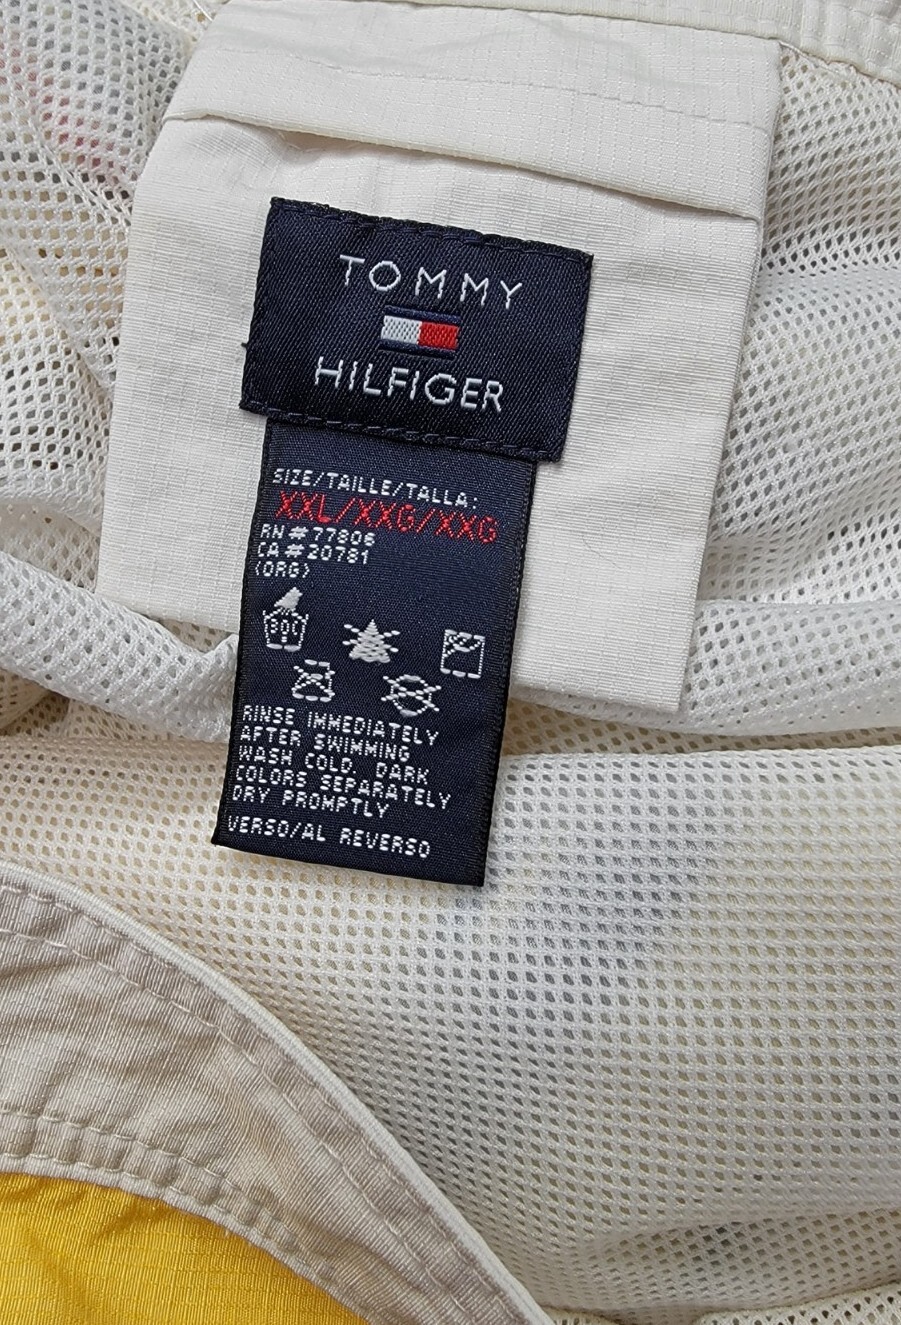 TOMMY
HILFIGER
SIZE/TAILLE/TALLA:
XXL/XXG/XXG
RN#77806
CA#20781
(ORG)
30C
RINSE IMMEDIATELY
AFTER SWIMMING
WASH COLD, DARK
COLORS SEPARATELY
DRY PROMPTLY
VERSO/AL REVERSO